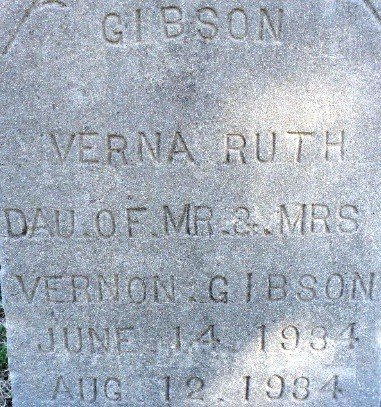 GIBSON
VERNA RUTH
DAU. OF. MR. & MRS
VERNON. GIBSON
JUNE. 14. 1934
AUG 12. 1934